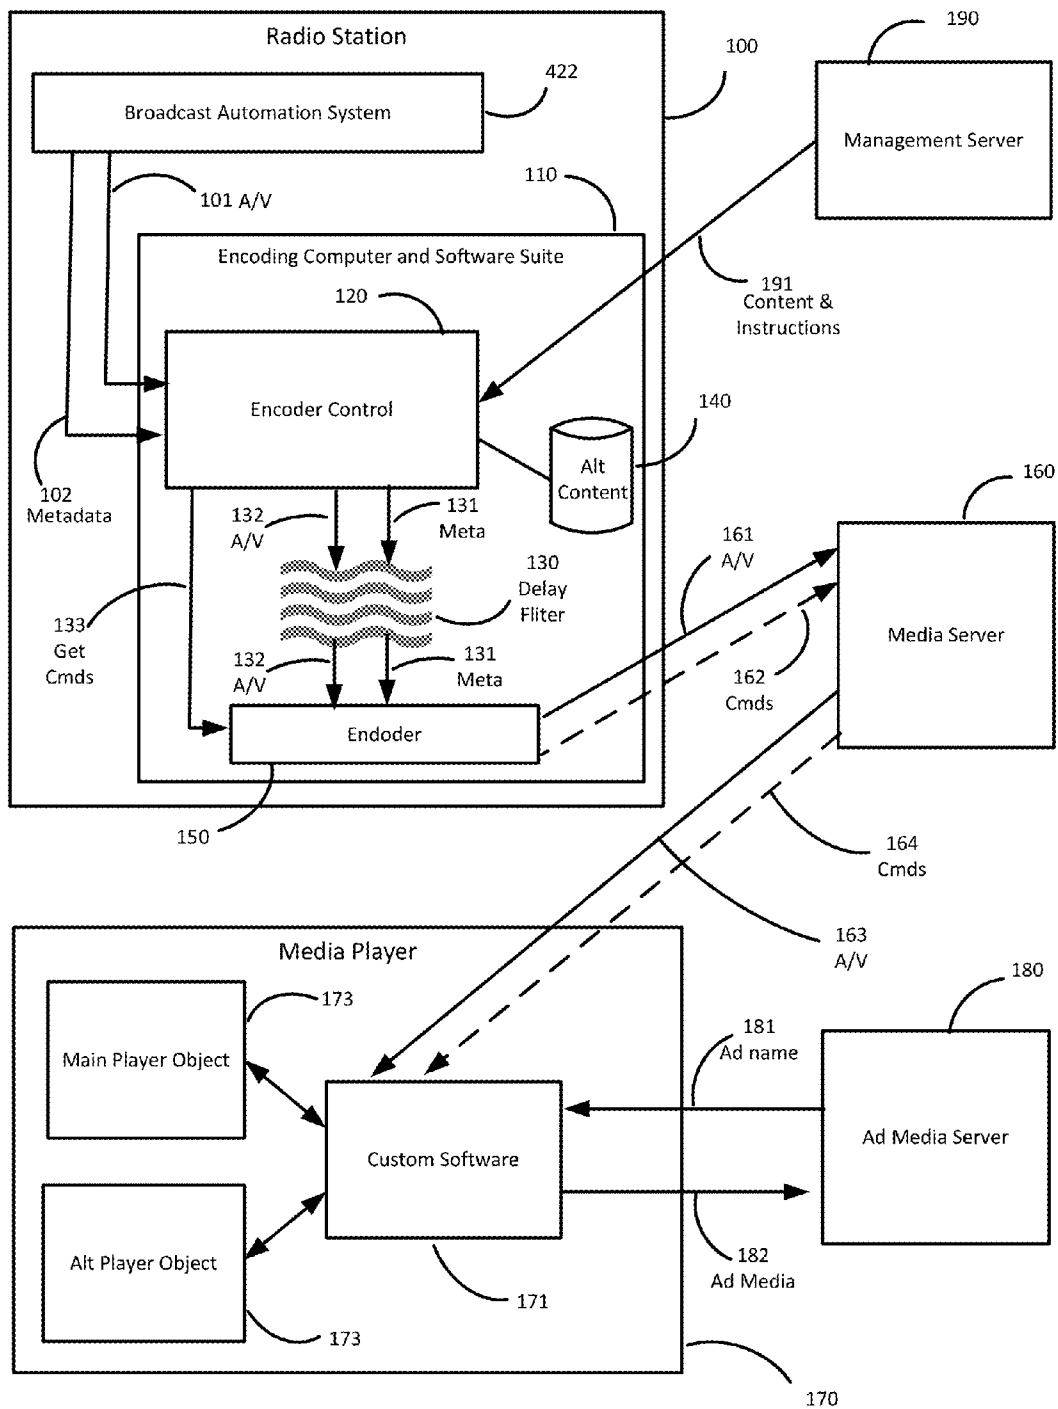 Radio Station
190
100
422
Broadcast Automation System
Management Server
110
101 A/V
Encoding Computer and Software Suite
191
Content &
Instructions
120
Encoder Control
140
Alt
Content
160
102
Metadata
132
A/V
131
Meta
161
A/V
130
Delay
Fliter
133
Get
Cmds
Media Server
132
A/V
131
Meta
162
Cmds
Endoder
150
164
Cmds
163
A/V
Media Player
180
173
181
Ad name
Main Player Object
Custom Software
Ad Media Server
Alt Player Object
182
Ad Media
171
173
170